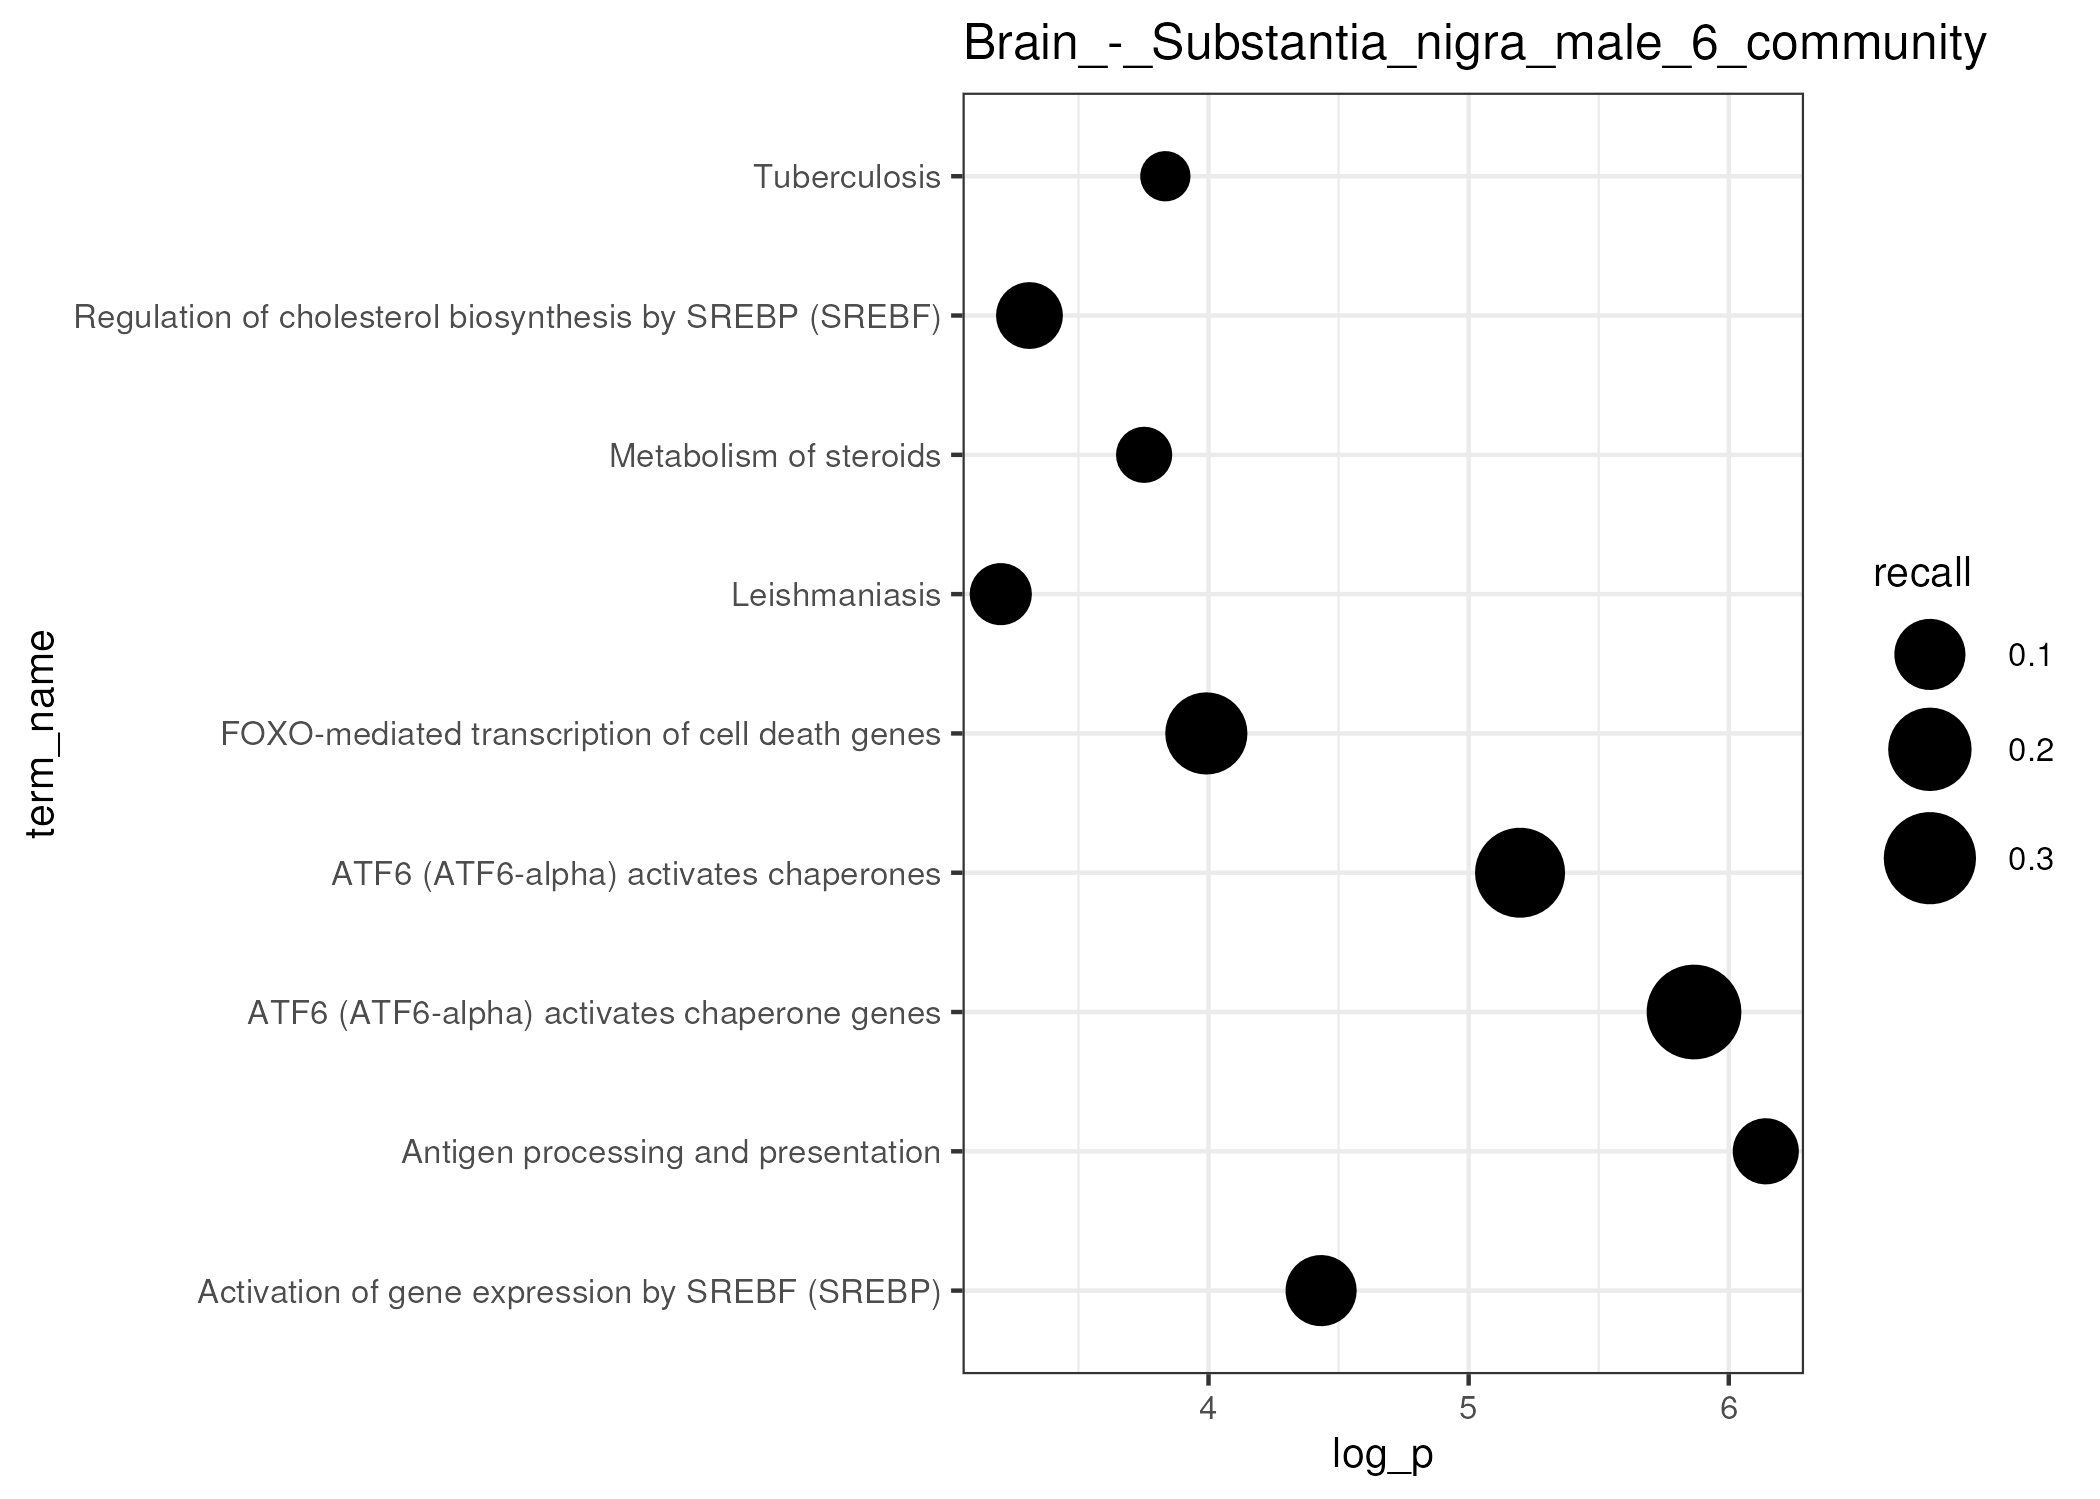 Brain_-_Substantia_nigra_male_6_community
term_name
Tuberculosis
Regulation of cholesterol biosynthesis by SREBP (SREBF)
Metabolism of steroids
Leishmaniasis
FOXO-mediated transcription of cell death genes
ATF6 (ATF6-alpha) activates chaperones
ATF6 (ATF6-alpha) activates chaperone genes
Antigen processing and presentation
Activation of gene expression by SREBF (SREBP)
4 5 6
log_p
recall
0.1
0.2
0.3